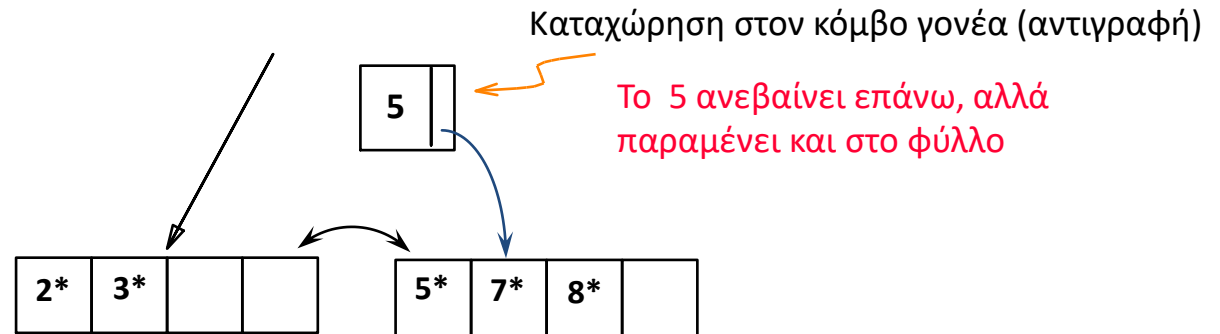 Καταχώρηση στον κόμβο γονέα (αντιγραφή)
5
Το 5 ανεβαίνει επάνω, αλλά
παραμένει και στο φύλλο
2* 3* 5* 7* 8*